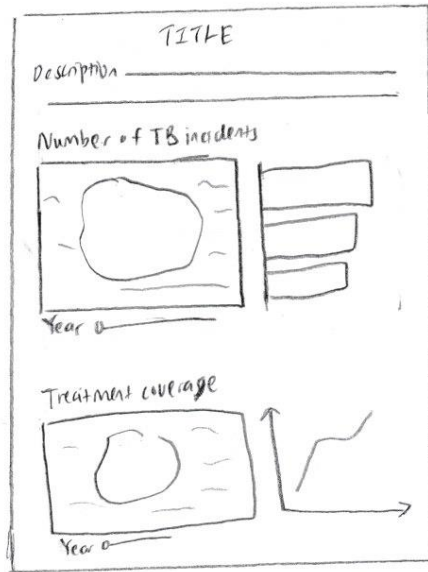 TITLE
Description
Number of TB incidents
Year
Treatment coverage
Year